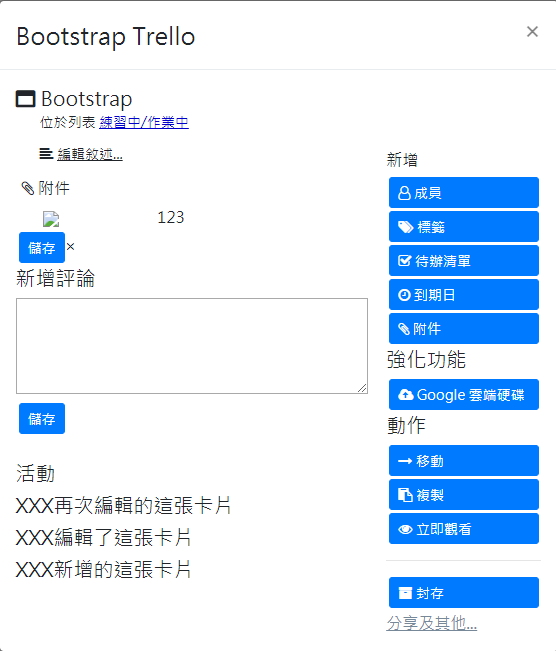 Bootstrap Trello
×
Bootstrap
位於列表 練習中/作業中
編輯敘述...
附件
123
儲存 ×
新增評論
儲存
活動
XXX再次編輯的這張卡片
XXX編輯了這張卡片
XXX新增的這張卡片
新增
成員
標籤
待辦清單
到期日
附件
強化功能
Google 雲端硬碟
動作
移動
複製
立即觀看
封存
分享及其他...